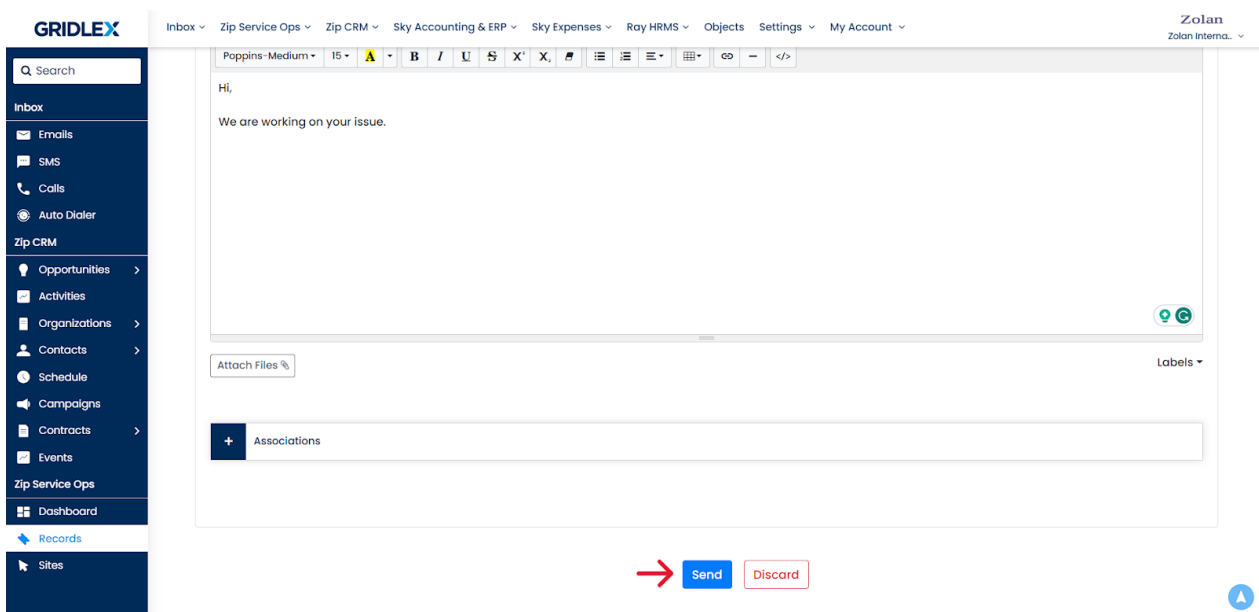 GRIDLEX
Inbox Zip Service Ops Zip CRM Sky Accounting & ERP Sky Expenses Ray HRMS Objects Settings My Account
Zolan
Zolan Interna..
Search
Inbox
Emails
SMS
Calls
Auto Dialer
Zip CRM
Opportunities
Activities
Organizations
Contacts
Schedule
Campaigns
Contracts
Events
Zip Service Ops
Dashboard
Records
Sites
Poppins-Medium 15 A B I U S X² X₂ </>
Hi,
We are working on your issue.
Attach Files
Labels
+ Associations
Send Discard